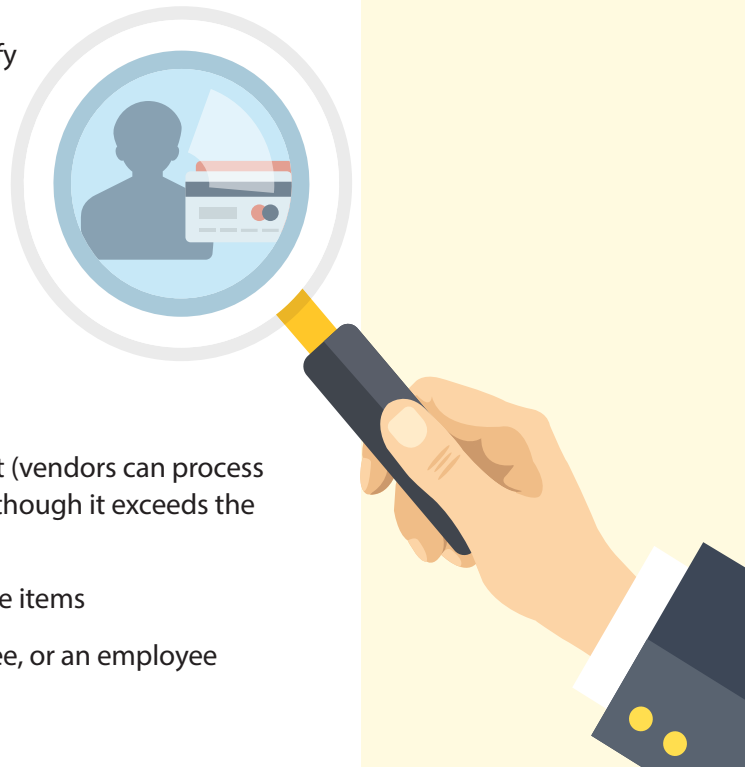 fy
t (vendors can process
though it exceeds the
e items
ee, or an employee